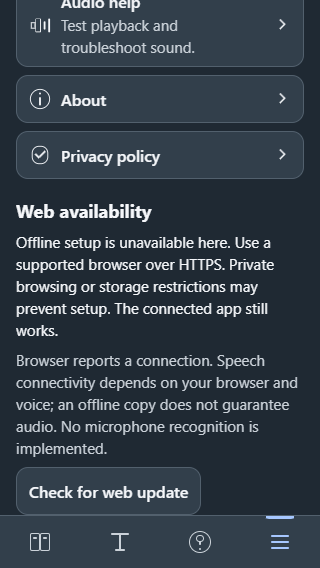 Audio help
Test playback and
troubleshoot sound.
About
Privacy policy
Web availability
Offline setup is unavailable here. Use a
supported browser over HTTPS. Private
browsing or storage restrictions may
prevent setup. The connected app still
works.
Browser reports a connection. Speech
connectivity depends on your browser and
voice; an offline copy does not guarantee
audio. No microphone recognition is
implemented.
Check for web update